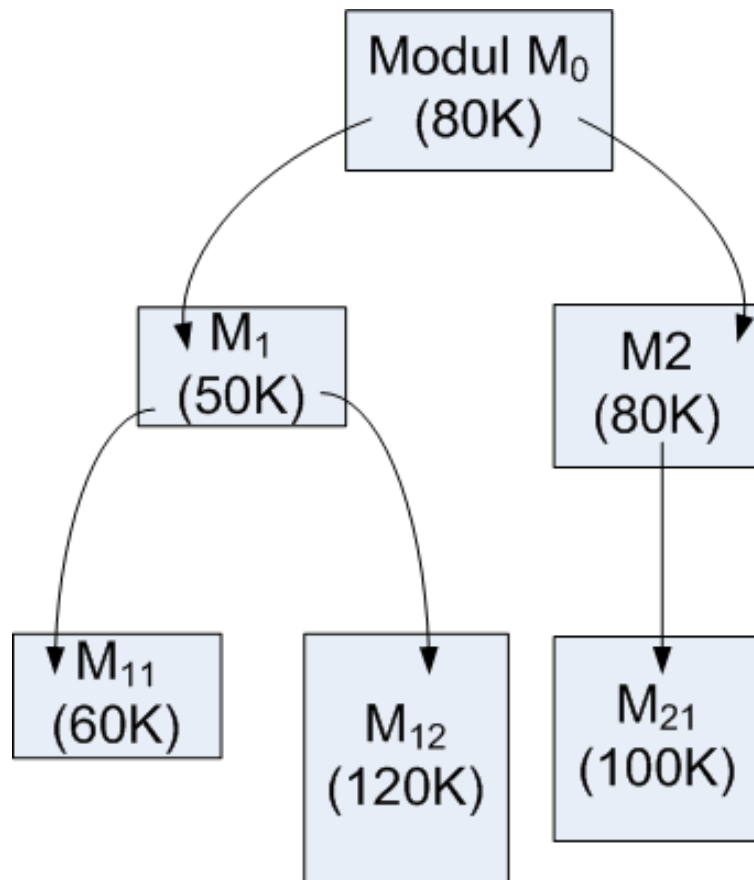 Modul M₀
(80K)
M₁
(50K)
M2
(80K)
M₁₁
(60K)
M₁₂
(120K)
M₂₁
(100K)